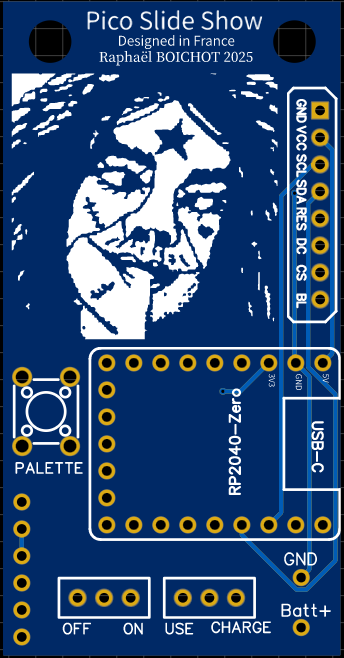 Pico Slide Show
Designed in France
Raphaël BOICHOT 2025
GND
VCC
SCL
SDA
RES
DC
CS
BL
3V3
GND
5V
PALETTE
RP2040-Zero
USB-C
GND
Batt+
OFF ON
USE CHARGE